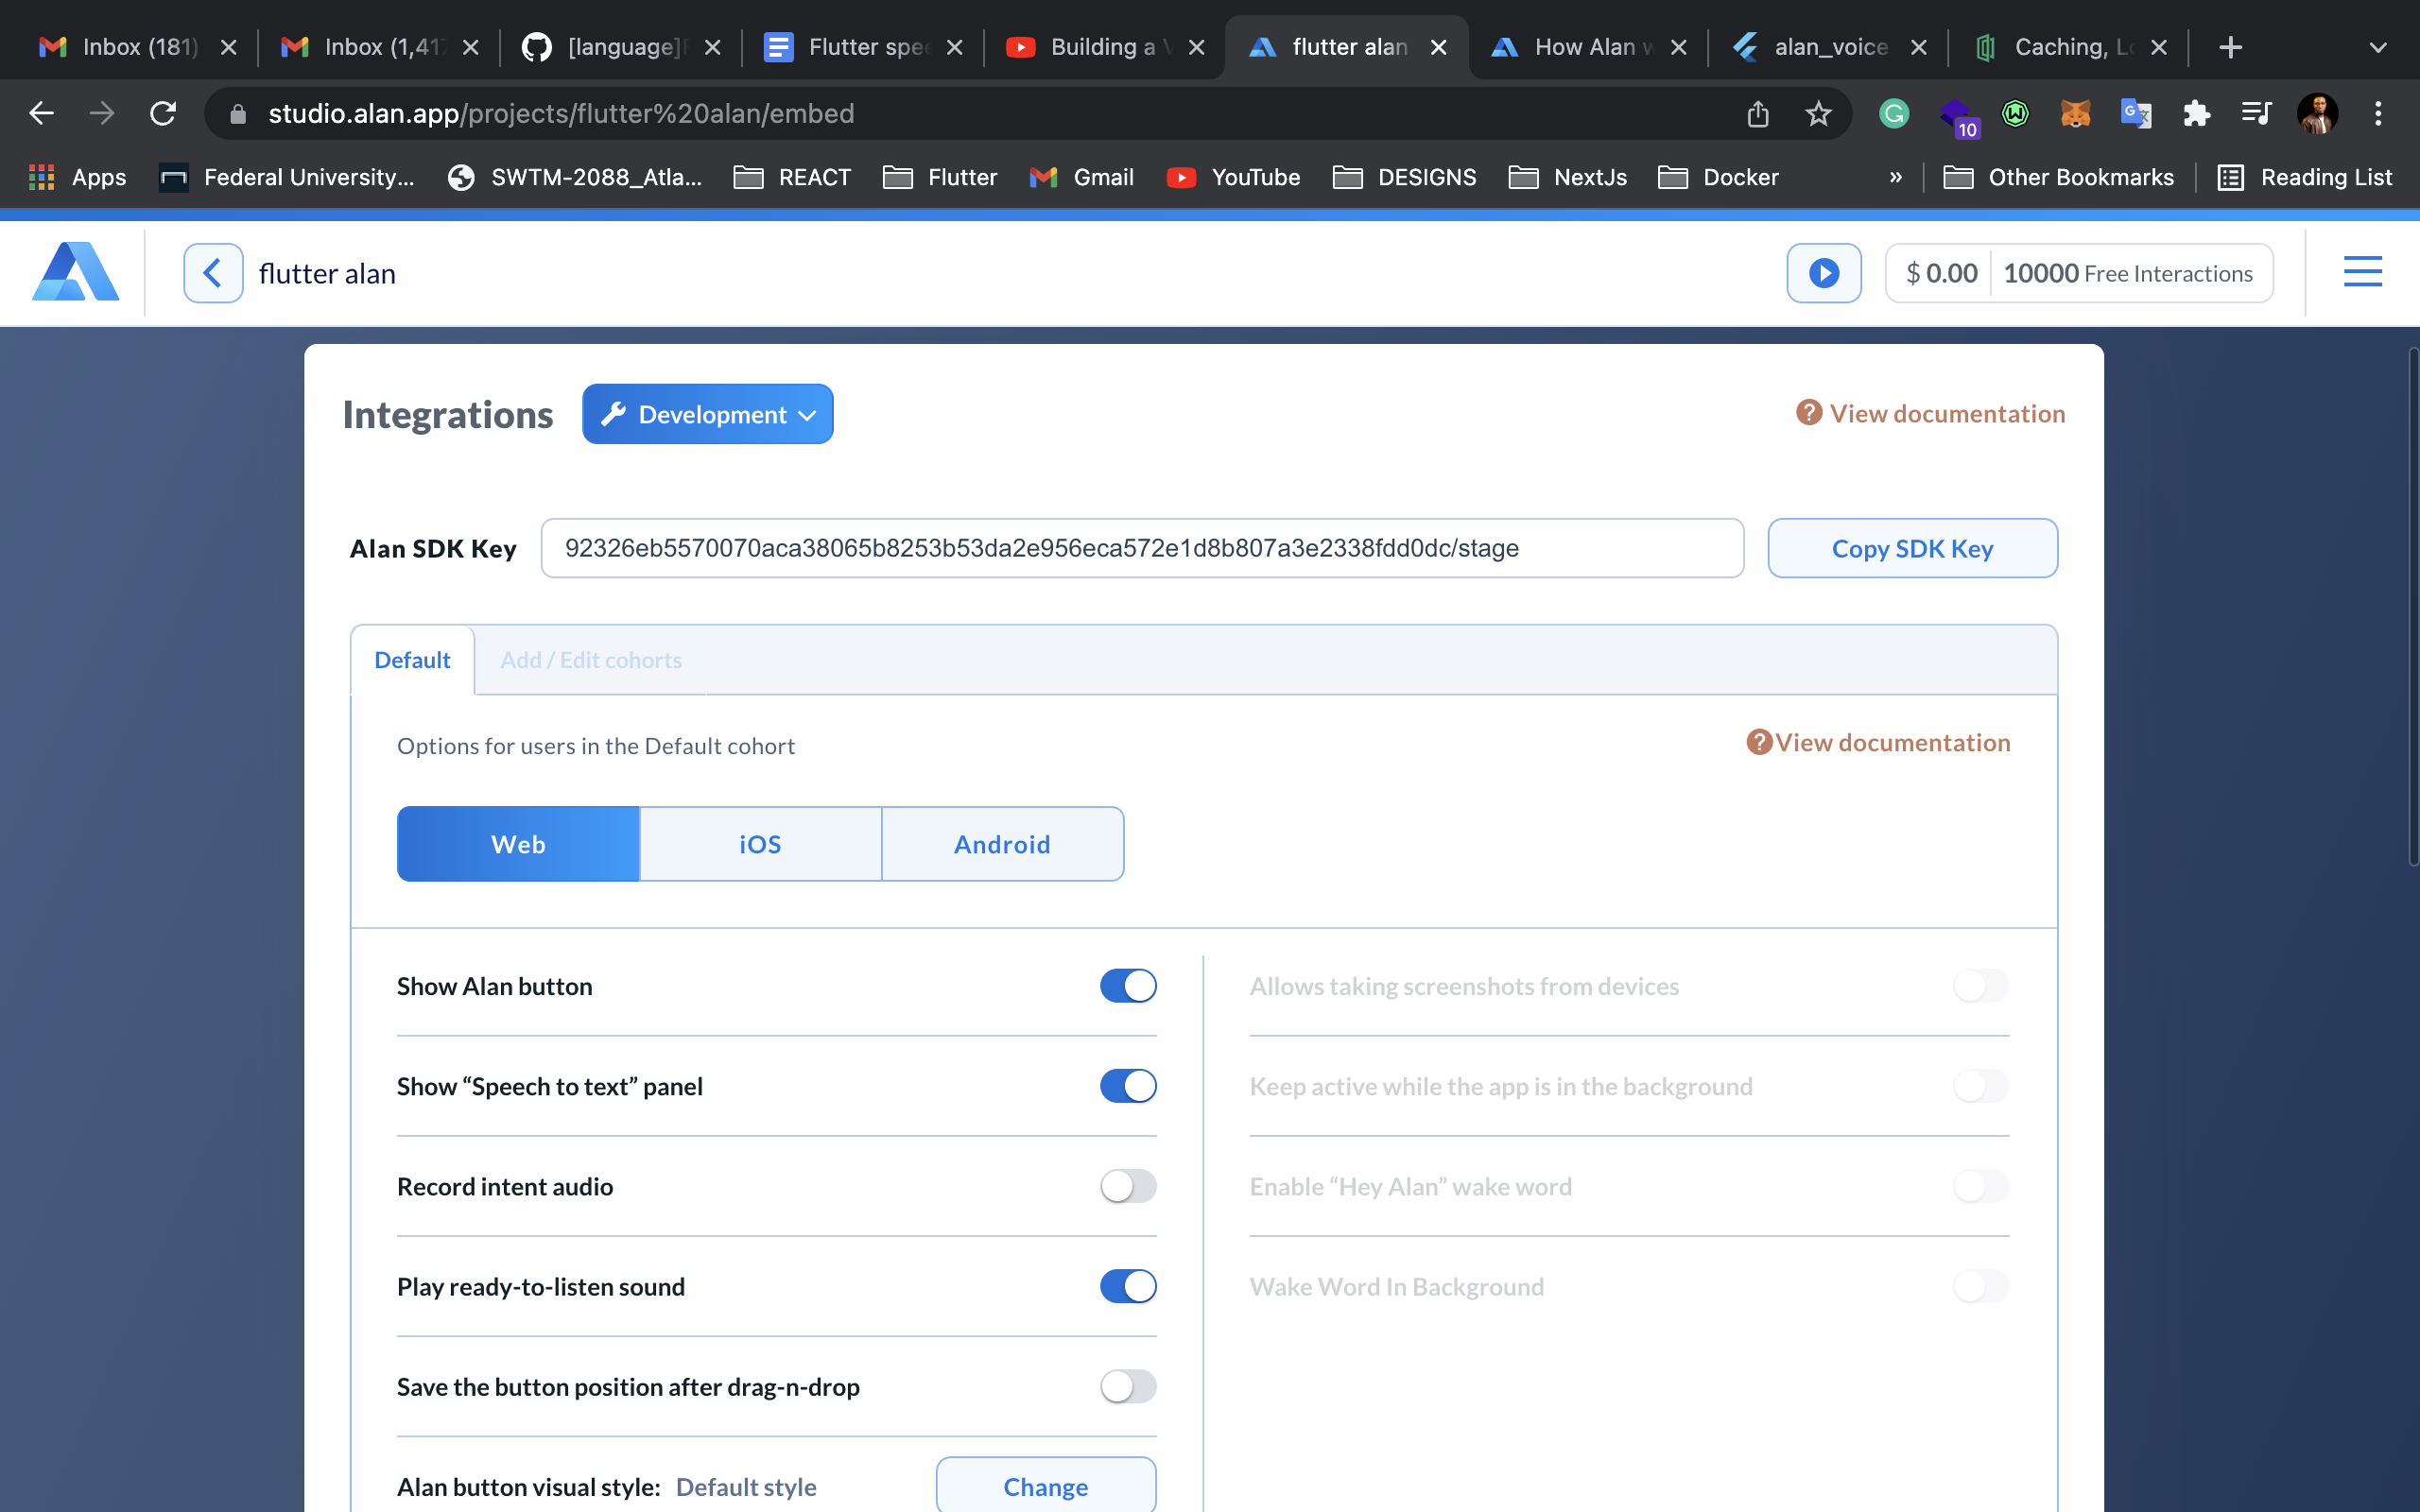 Inbox (181)
Inbox (1,41
[language]
Flutter spe
Building a
flutter alan
How Alan
alan_voice
Caching, L
studio.alan.app/projects/flutter%20alan/embed
10
Apps
Federal University...
SWTM-2088_Atla...
REACT
Flutter
Gmail
YouTube
DESIGNS
NextJs
Docker
»
Other Bookmarks
Reading List
flutter alan
$ 0.00
10000 Free Interactions
Integrations
Development
View documentation
Alan SDK Key
92326eb5570070aca38065b8253b53da2e956eca572e1d8b807a3e2338fdd0dc/stage
Copy SDK Key
Default
Add / Edit cohorts
Options for users in the Default cohort
View documentation
Web
iOS
Android
Show Alan button
Allows taking screenshots from devices
Show “Speech to text” panel
Keep active while the app is in the background
Record intent audio
Enable “Hey Alan” wake word
Play ready-to-listen sound
Wake Word In Background
Save the button position after drag-n-drop
Alan button visual style: Default style
Change